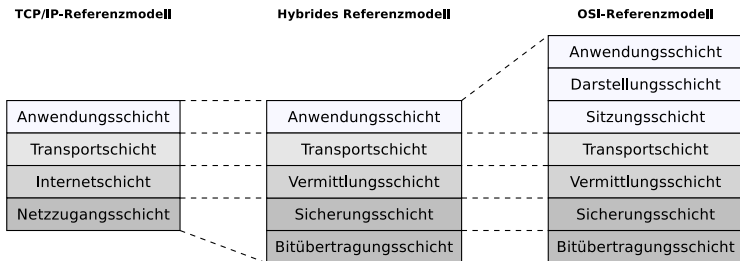 TCP/IP-Referenzmodell
Anwendungsschicht
Transportschicht
Internetschicht
Netzzugangsschicht
Hybrides Referenzmodell
Anwendungsschicht
Transportschicht
Vermittlungsschicht
Sicherungsschicht
Bitübertragungsschicht
OSI-Referenzmodell
Anwendungsschicht
Darstellungsschicht
Sitzungsschicht
Transportschicht
Vermittlungsschicht
Sicherungsschicht
Bitübertragungsschicht